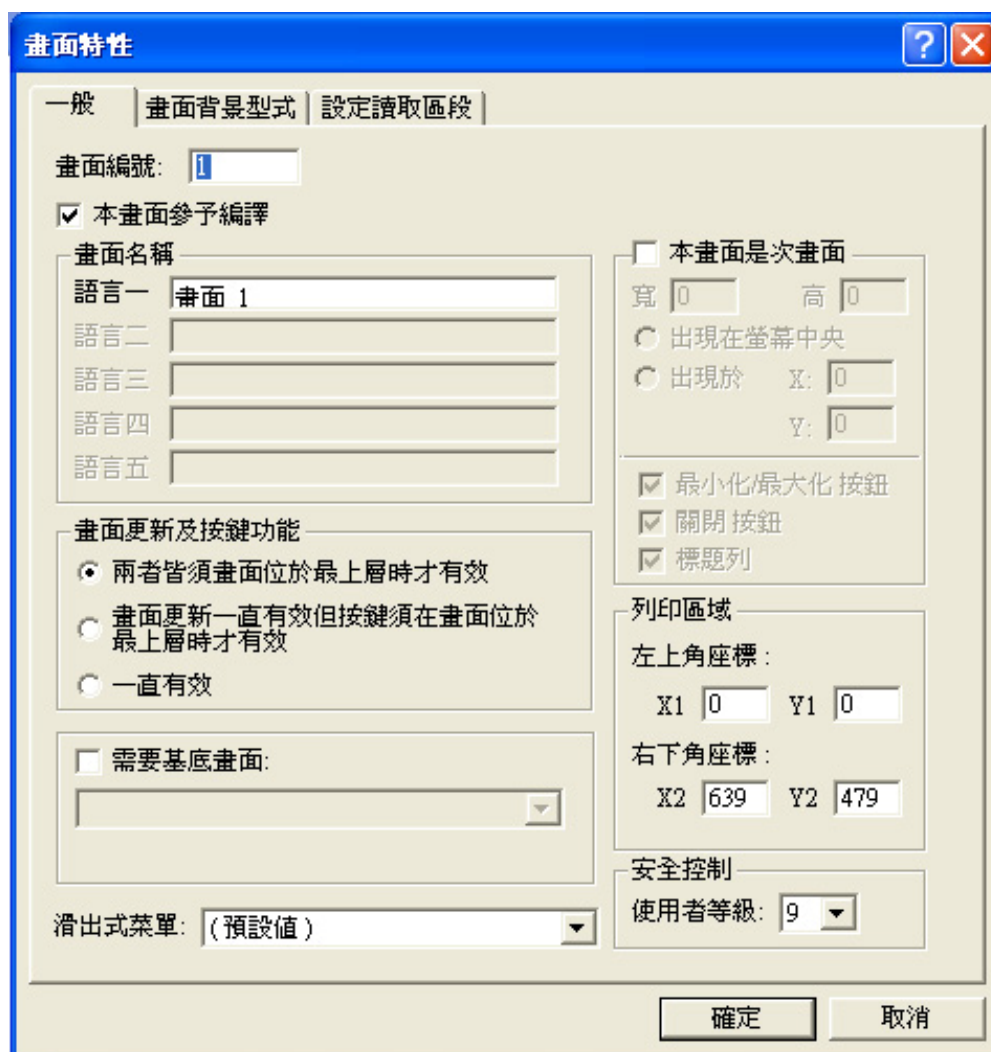 畫面特性
一般 畫面背景型式 設定讀取區段
畫面編號: 1
本畫面參予編譯
畫面名稱
語言一 畫面 1
語言二
語言三
語言四
語言五
本畫面是次畫面
寬 0 高 0
出現在螢幕中央
出現於 X: 0
Y: 0
最小化/最大化 按鈕
關閉 按鈕
標題列
畫面更新及按鍵功能
兩者皆須畫面位於最上層時才有效
畫面更新一直有效但按鍵須在畫面位於
最上層時才有效
一直有效
列印區域
左上角座標 :
X1 0 Y1 0
右下角座標 :
X2 639 Y2 479
需要基底畫面:
安全控制
使用者等級: 9
滑出式菜單: (預設值)
確定 取消